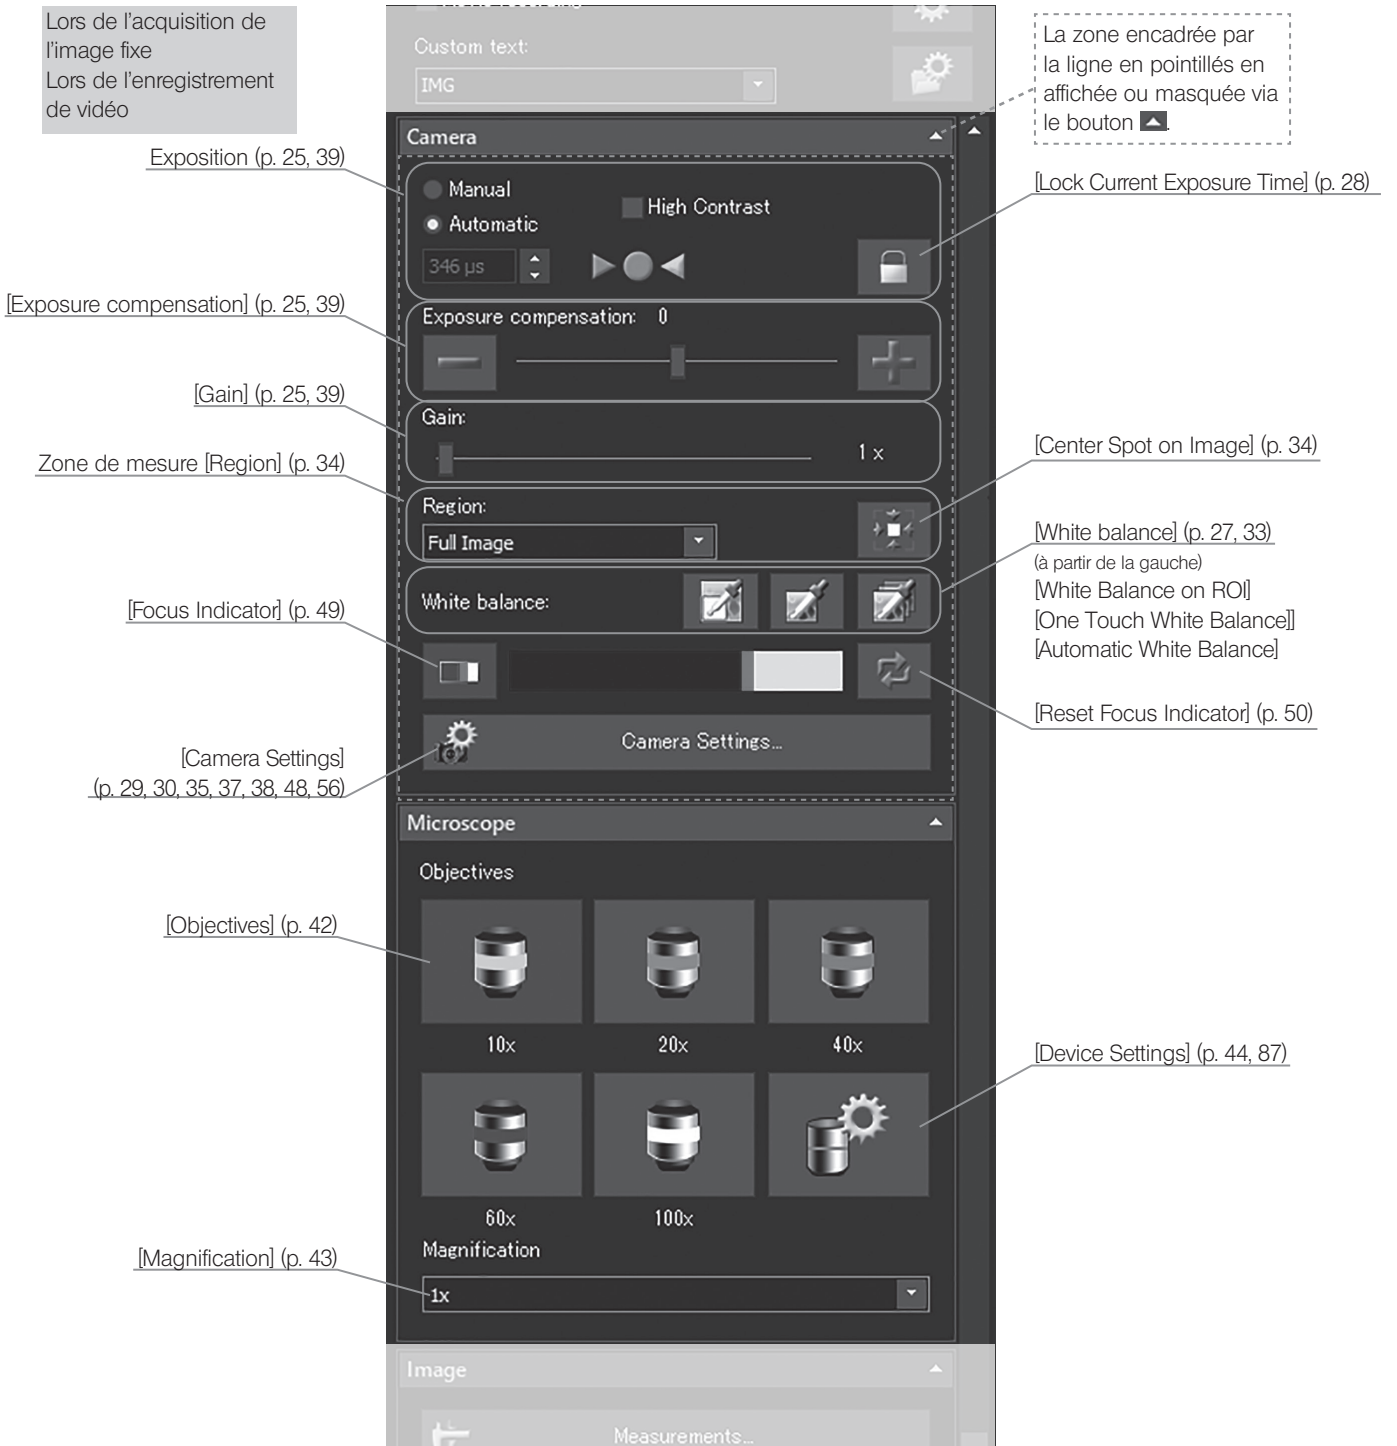 Lors de l’acquisition de
l’image fixe
Lors de l’enregistrement
de vidéo
Custom text:
IMG
La zone encadrée par
la ligne en pointillés en
affichée ou masquée via
le bouton .
Camera
Exposition (p. 25, 39)
Manual
Automatic
High Contrast
346 µs
[Lock Current Exposure Time] (p. 28)
[Exposure compensation] (p. 25, 39)
Exposure compensation: 0
[Gain] (p. 25, 39)
Gain:
1 x
Zone de mesure [Region] (p. 34)
[Center Spot on Image] (p. 34)
Region:
Full Image
[White balance] (p. 27, 33)
(à partir de la gauche)
[White Balance on ROI]
[One Touch White Balance]]
[Automatic White Balance]
White balance:
[Focus Indicator] (p. 49)
[Reset Focus Indicator] (p. 50)
Camera Settings...
[Camera Settings]
(p. 29, 30, 35, 37, 38, 48, 56)
Microscope
Objectives
[Objectives] (p. 42)
10x
20x
40x
[Device Settings] (p. 44, 87)
60x
100x
Magnification
[Magnification] (p. 43)
1x
Image
Measurements...